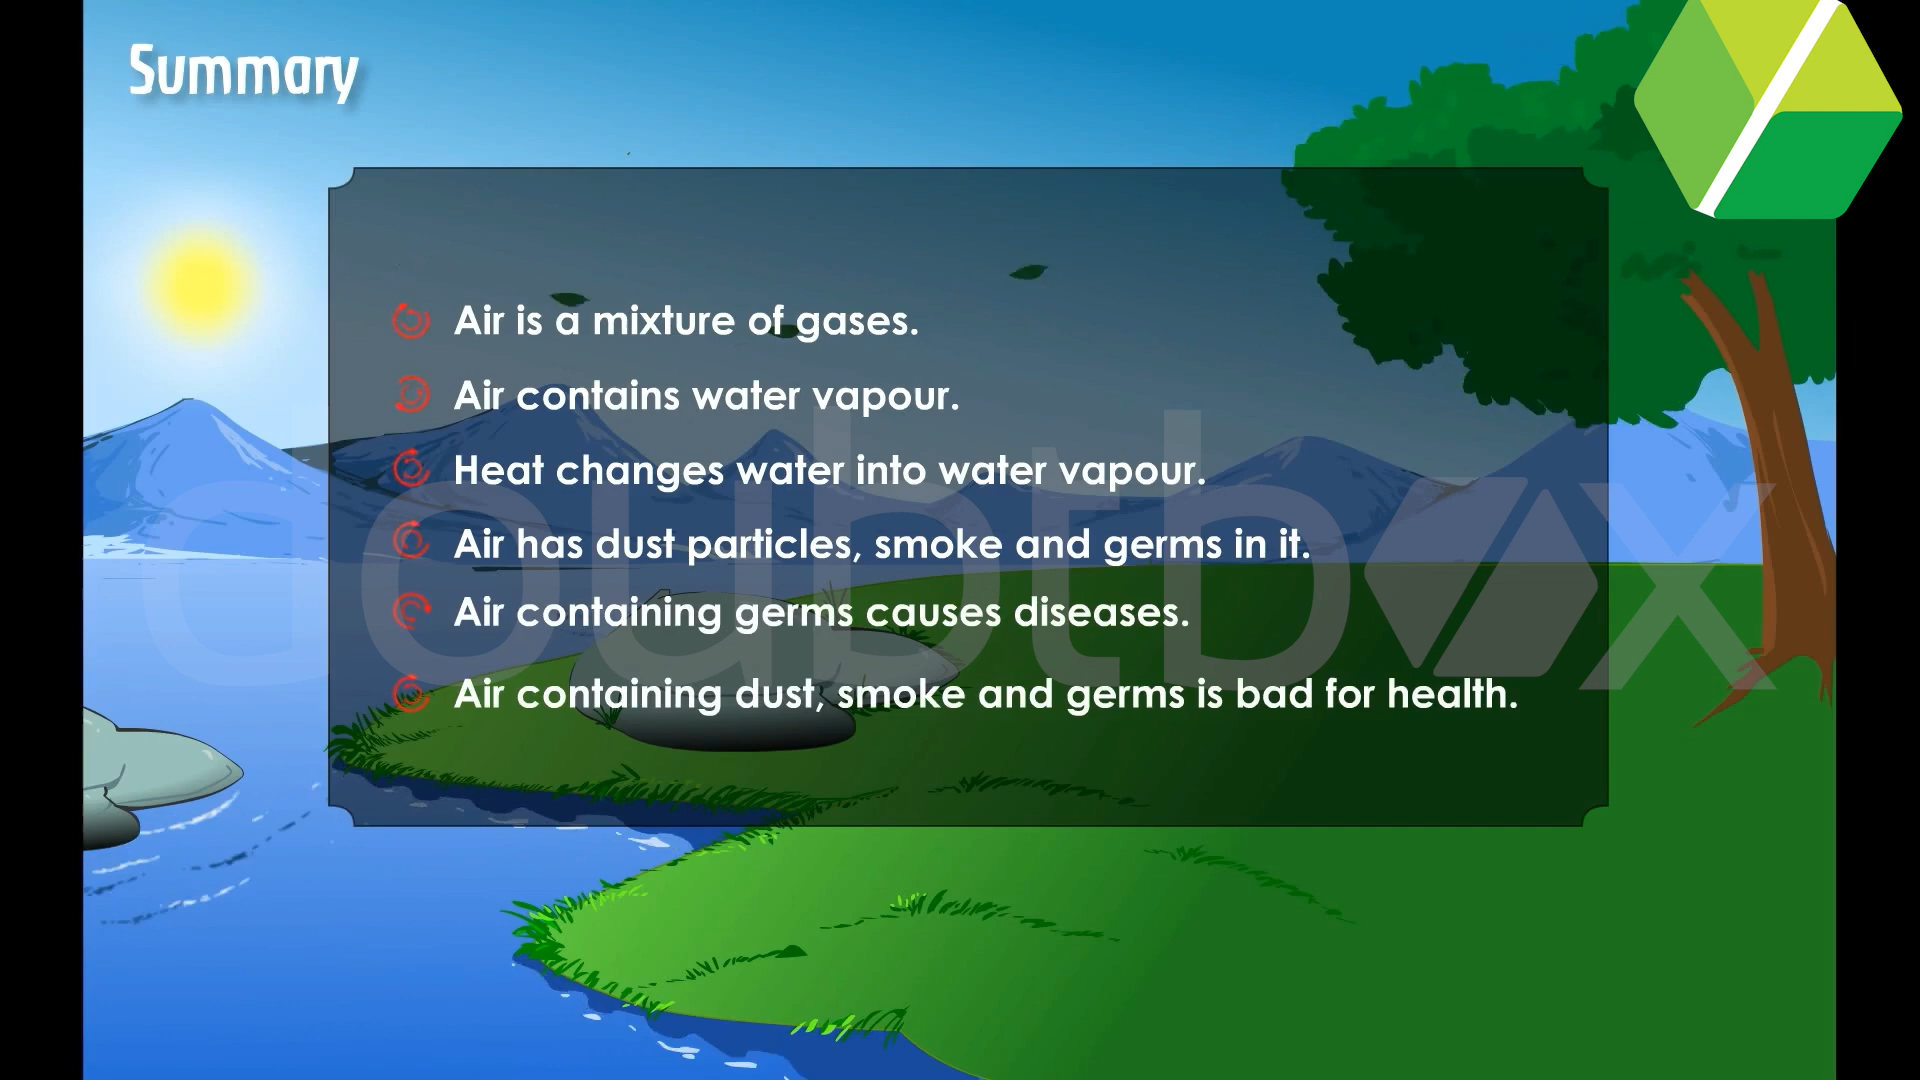 Summary
Air is a mixture of gases.
Air contains water vapour.
Heat changes water into water vapour.
Air has dust particles, smoke and germs in it.
Air containing germs causes diseases.
Air containing dust, smoke and germs is bad for health.
doubtbox